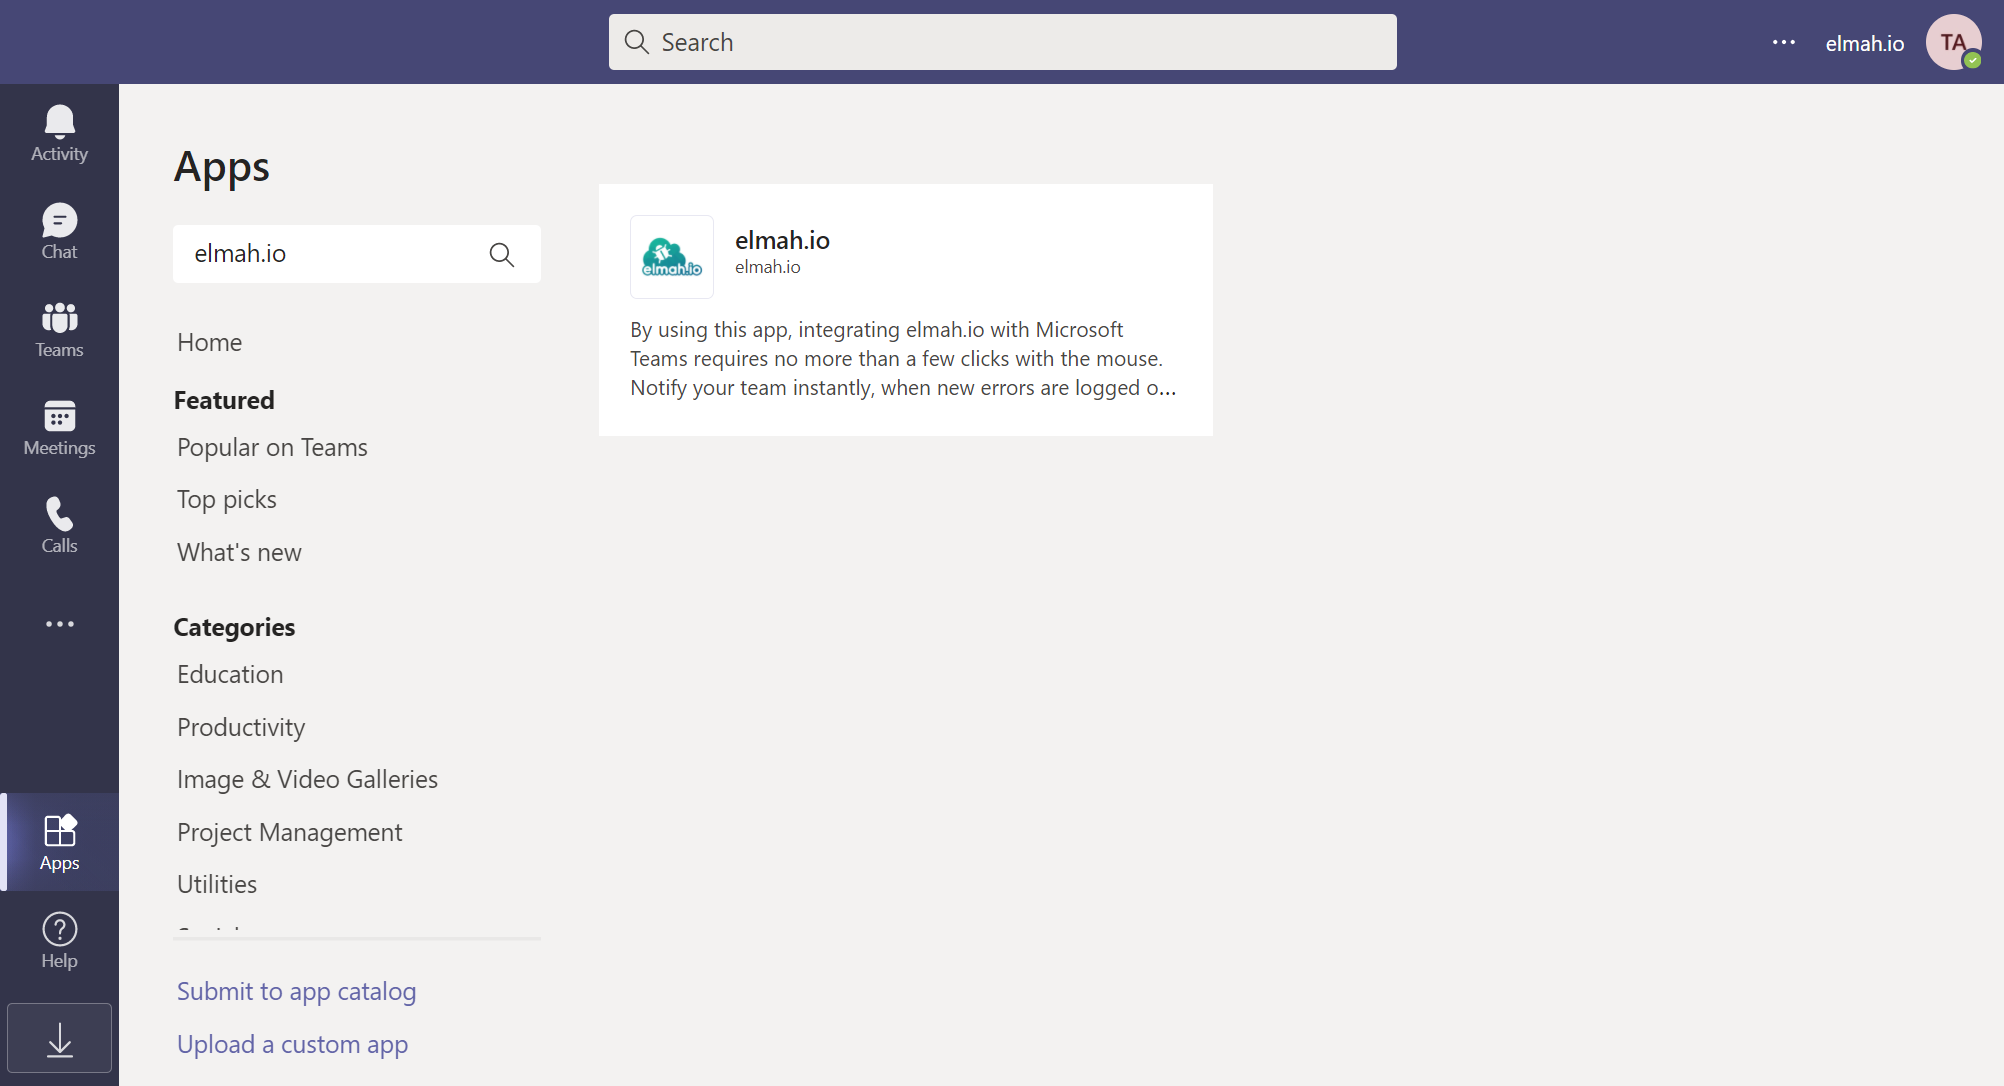 Search
elmah.io
TA
Activity
Chat
Teams
Meetings
Calls
Apps
Help
Apps
elmah.io
Home
Featured
Popular on Teams
Top picks
What's new
Categories
Education
Productivity
Image & Video Galleries
Project Management
Utilities
Submit to app catalog
Upload a custom app
elmah.io
elmah.io
elmah.io
By using this app, integrating elmah.io with Microsoft
Teams requires no more than a few clicks with the mouse.
Notify your team instantly, when new errors are logged o...